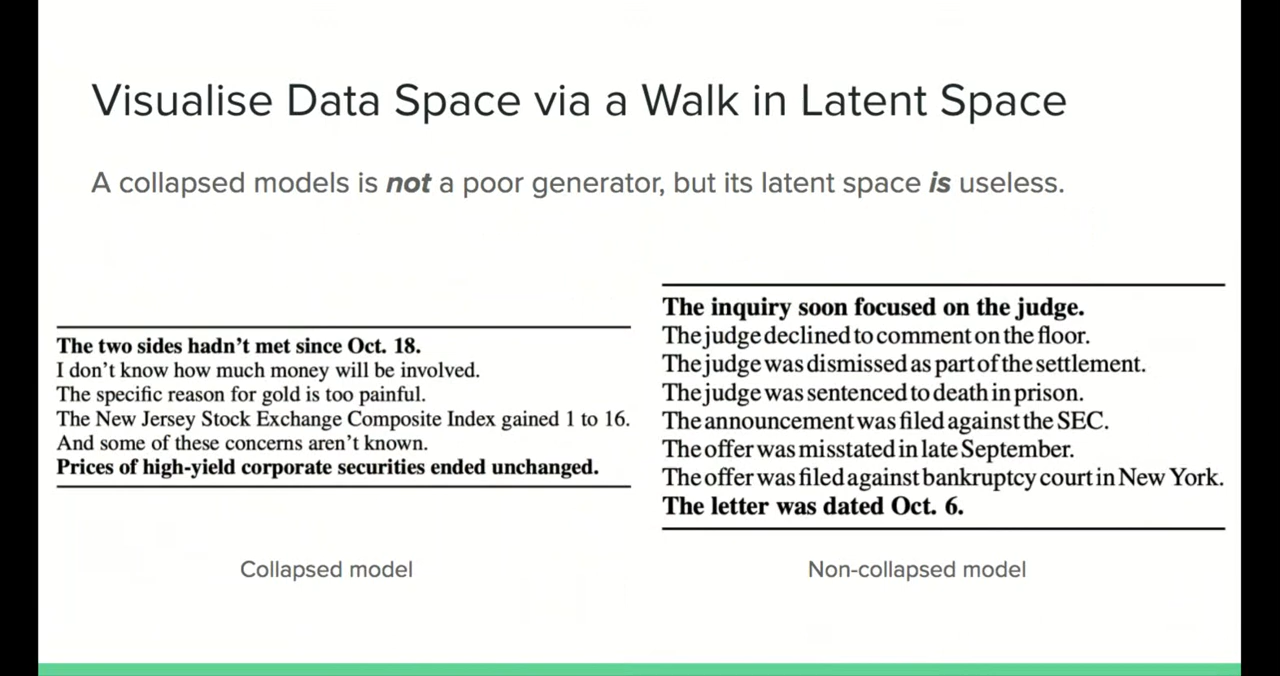 Visualise Data Space via a Walk in Latent Space
A collapsed models is not a poor generator, but its latent space is useless.
The two sides hadn't met since Oct. 18.
I don't know how much money will be involved.
The specific reason for gold is too painful.
The New Jersey Stock Exchange Composite Index gained 1 to 16.
And some of these concerns aren't known.
Prices of high-yield corporate securities ended unchanged.
Collapsed model
The inquiry soon focused on the judge.
The judge declined to comment on the floor.
The judge was dismissed as part of the settlement.
The judge was sentenced to death in prison.
The announcement was filed against the SEC.
The offer was misstated in late September.
The offer was filed against bankruptcy court in New York.
The letter was dated Oct. 6.
Non-collapsed model